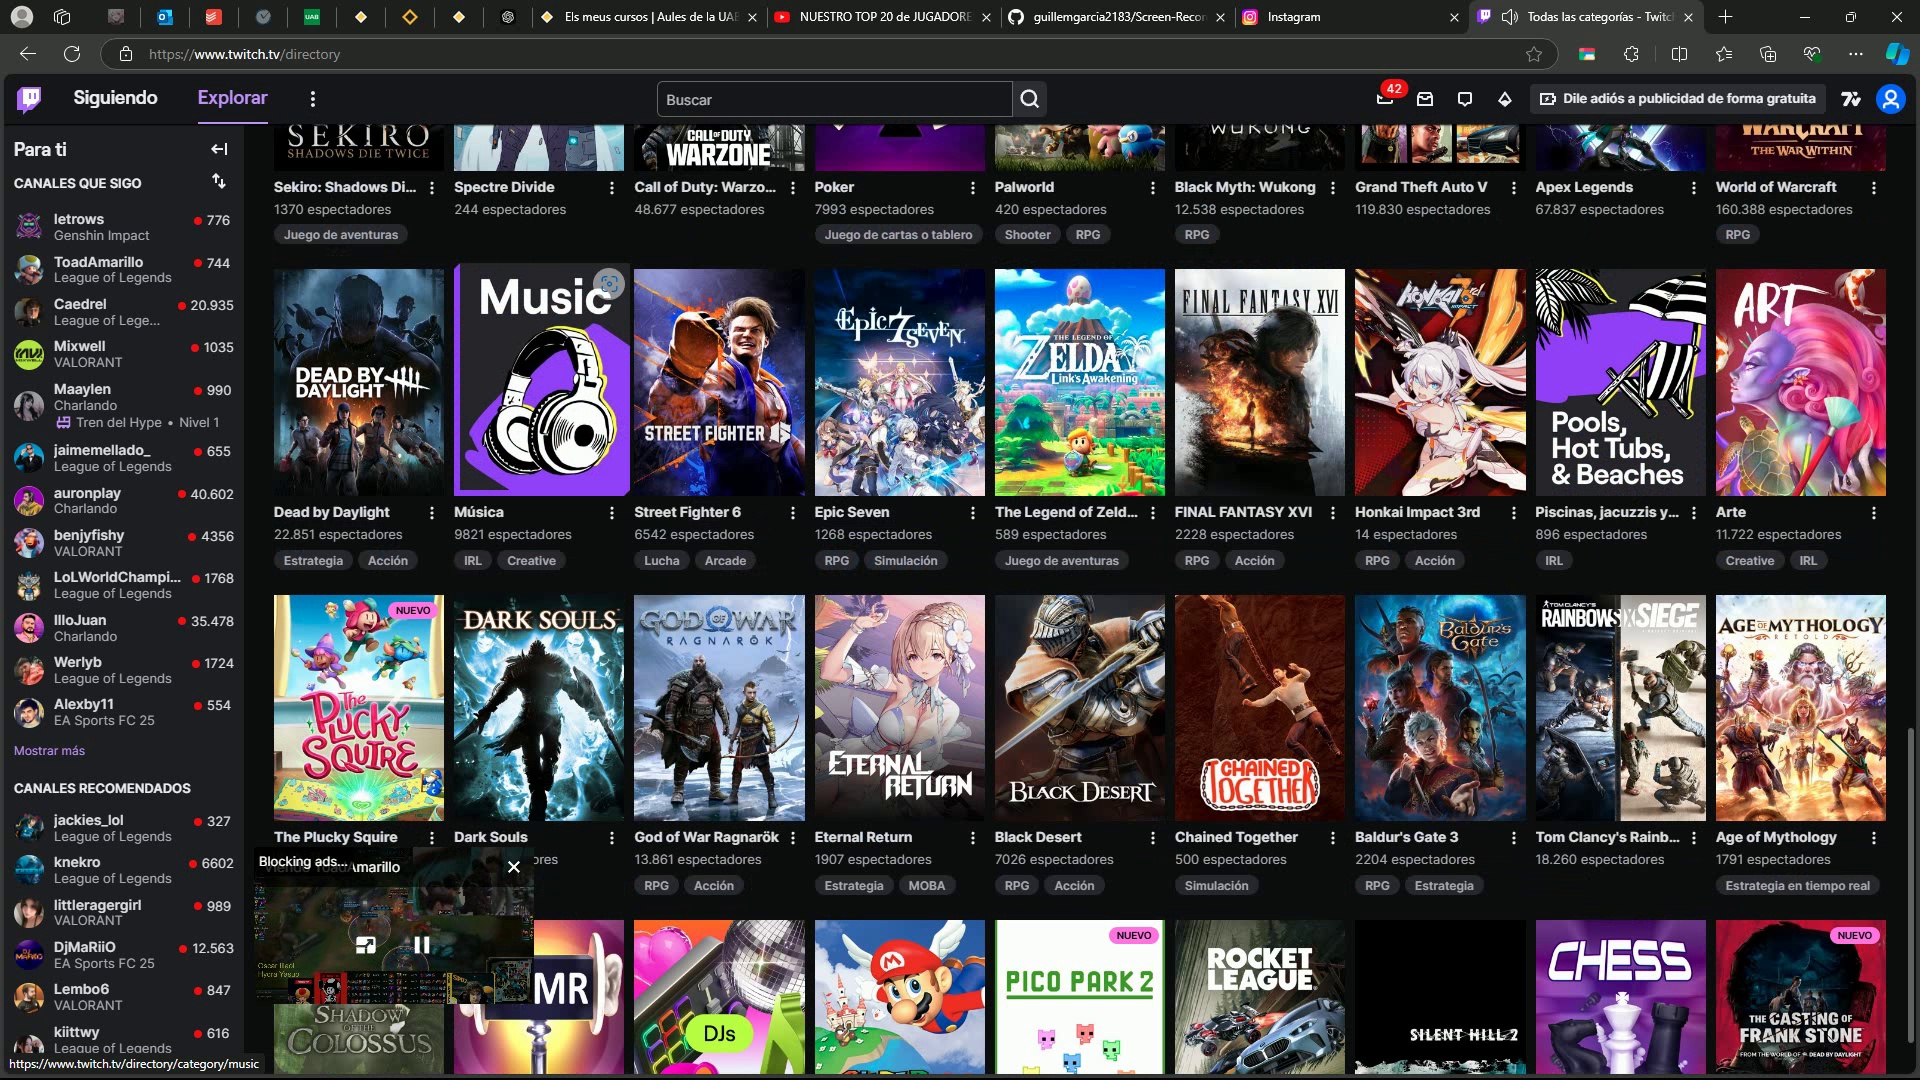 Els meus cursos | Aules de la UAB
NUESTRO TOP 20 de JUGADORE
guillemgarcia2183/Screen-Recor
Instagram
Todas las categorías - Twitch
https://www.twitch.tv/directory
Siguiendo
Explorar
Buscar
42
Dile adiós a publicidad de forma gratuita
Para ti
CANALES QUE SIGO
letrows
776
Genshin Impact
ToadAmarillo
744
League of Legends
Caedrel
20.935
League of Lege...
Mixwell
1035
VALORANT
Maaylen
990
Charlando
Tren del Hype • Nivel 1
jaimemellado_
655
League of Legends
auronplay
40.602
Charlando
benjyfishy
4356
VALORANT
LoLWorldChampi...
1768
League of Legends
IlloJuan
35.478
Charlando
Werlyb
1724
League of Legends
Alexby11
554
EA Sports FC 25
Mostrar más
CANALES RECOMENDADOS
jackies_lol
327
League of Legends
knekro
6602
League of Legends
littleragergirl
989
VALORANT
DjMaRiiO
12.563
EA Sports FC 25
Lembo6
847
VALORANT
kiittwy
616
League of Legends
https://www.twitch.tv/directory/category/music
SEKIRO
SHADOWS DIE TWICE
CALL OF DUTY
WARZONE
WUKONG
WARCRAFT
THE WAR WITHIN
Sekiro: Shadows Di...
1370 espectadores
Juego de aventuras
Spectre Divide
244 espectadores
Call of Duty: Warzo...
48.677 espectadores
Poker
7993 espectadores
Juego de cartas o tablero
Palworld
420 espectadores
Shooter
RPG
Black Myth: Wukong
12.538 espectadores
RPG
Grand Theft Auto V
119.830 espectadores
Apex Legends
67.837 espectadores
World of Warcraft
160.388 espectadores
RPG
DEAD BY
DAYLIGHT
Dead by Daylight
22.851 espectadores
Estrategia
Acción
Music
Música
9821 espectadores
IRL
Creative
STREET FIGHTER 6
Street Fighter 6
6542 espectadores
Lucha
Arcade
Epic 7 SEVEN
Epic Seven
1268 espectadores
RPG
Simulación
THE LEGEND OF
ZELDA
Link's Awakening
The Legend of Zeld...
589 espectadores
Juego de aventuras
FINAL FANTASY XVI
FINAL FANTASY XVI
2228 espectadores
RPG
Acción
HONKAI 3rd
IMPACT
Honkai Impact 3rd
14 espectadores
RPG
Acción
Pools,
Hot Tubs,
& Beaches
Piscinas, jacuzzis y...
896 espectadores
IRL
ART
Arte
11.722 espectadores
Creative
IRL
NUEVO
The PLUCKY SQUIRE
The Plucky Squire
DARK SOULS
Dark Souls
ores
GOD OF WAR
RAGNARÖK
God of War Ragnarök
13.861 espectadores
RPG
Acción
ETERNAL RETURN
Eternal Return
1907 espectadores
Estrategia
MOBA
BLACK DESERT
Black Desert
7026 espectadores
RPG
Acción
CHAINED TOGETHER
Chained Together
500 espectadores
Simulación
Baldur's Gate
Baldur's Gate 3
2204 espectadores
RPG
Estrategia
TOM CLANCY'S
RAINBOW SIX SIEGE
Tom Clancy's Rainb...
18.260 espectadores
AGE OF MYTHOLOGY
RETOLD
Age of Mythology
1791 espectadores
Estrategia en tiempo real
Blocking ads...
Viendo ToadAmarillo
SHADOW
OF THE
COLOSSUS
MR
DJs
NUEVO
PICO PARK 2
ROCKET
LEAGUE
SILENT HILL 2
CHESS
NUEVO
THE CASTING OF
FRANK STONE
FROM THE WORLD OF DEAD BY DAYLIGHT